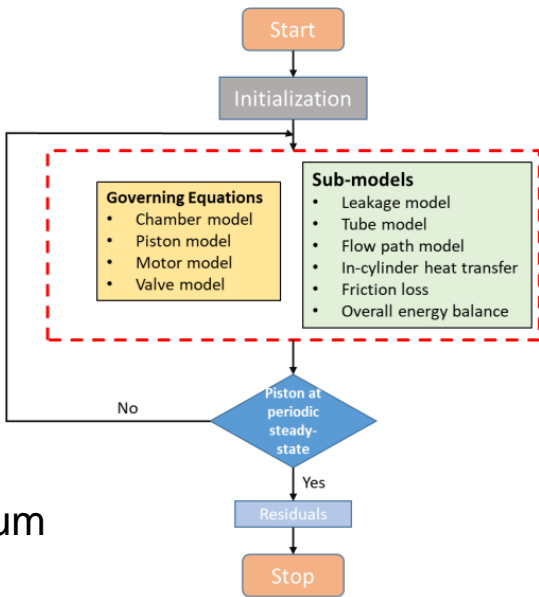 Start
Initialization
Governing Equations
• Chamber model
• Piston model
• Motor model
• Valve model
Sub-models
• Leakage model
• Tube model
• Flow path model
• In-cylinder heat transfer
• Friction loss
• Overall energy balance
Piston at
periodic
steady-
state
No
Yes
um
Residuals
Stop